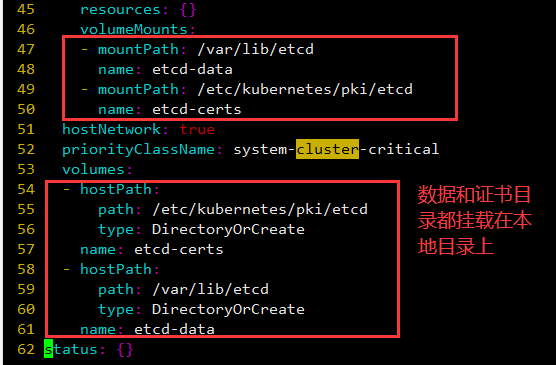 45     resources: {}
46     volumeMounts:
47     - mountPath: /var/lib/etcd
48       name: etcd-data
49     - mountPath: /etc/kubernetes/pki/etcd
50       name: etcd-certs
51   hostNetwork: true
52   priorityClassName: system-cluster-critical
53   volumes:
54   - hostPath:
55       path: /etc/kubernetes/pki/etcd
56       type: DirectoryOrCreate
57     name: etcd-certs
58   - hostPath:
59       path: /var/lib/etcd
60       type: DirectoryOrCreate
61     name: etcd-data
62 status: {}
数据和证书目
录都挂载在本
地目录上